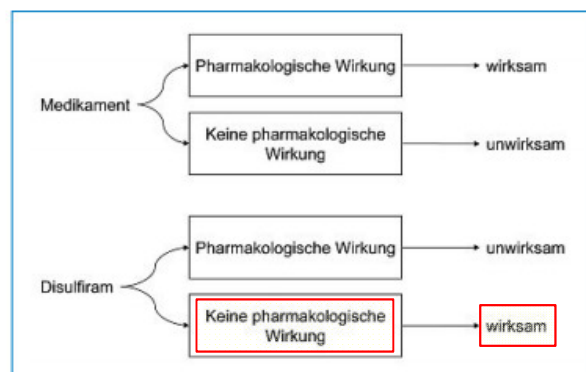 Pharmakologische Wirkung
wirksam
Medikament
Keine pharmakologische
Wirkung
unwirksam
Pharmakologische Wirkung
unwirksam
Disulfiram
Keine pharmakologische
Wirkung
wirksam